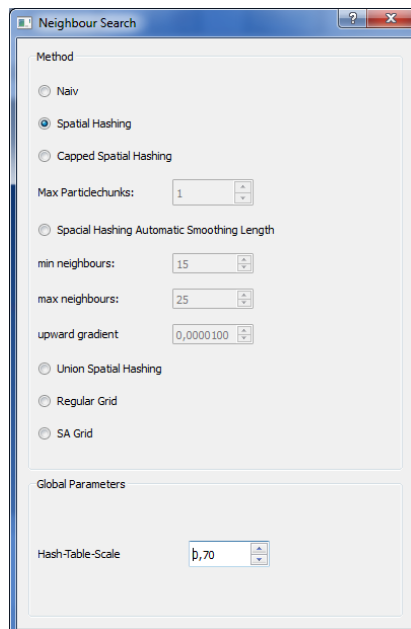 Neighbour Search
Method
Naiv
Spatial Hashing
Capped Spatial Hashing
Max Particlechunks: 1
Spacial Hashing Automatic Smoothing Length
min neighbours: 15
max neighbours: 25
upward gradient 0,0000100
Union Spatial Hashing
Regular Grid
SA Grid
Global Parameters
Hash-Table-Scale 0,70